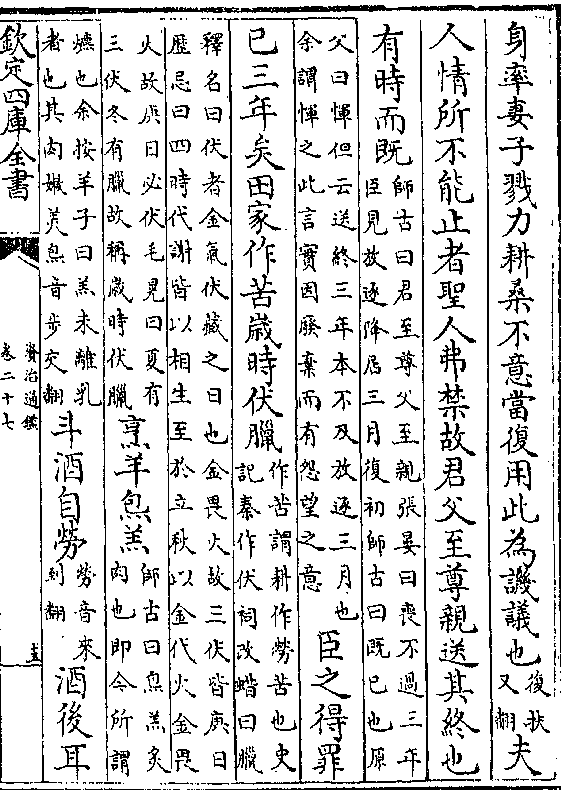 身率妻子戮力耕桑不意當復用此為譏議也復扶又翻夫
人情所不能止者聖人弗禁故君父至尊親送其終也
有時而既師古曰君至尊父至親張晏曰喪不過三年臣見放逐降居三月復初師古曰既已也原
父曰惲但云送終三年本不及放逐三月也余謂惲之此言實因廢棄而有怨望之意臣之得罪
已三年矣田家作苦歲時伏臘作苦謂耕作勞苦也史記秦作伏祠改蜡曰臘
釋名曰伏者金氣伏藏之日也金畏火故三伏皆庚日歷忌曰四時代謝皆以相生至於立秋以金代火金畏
火故庚日必伏毛晃曰夏有三伏冬有臘故稱歲時伏臘烹羊炰羔師古曰炰羔炙肉也即今所謂
㷅也余按羊子曰羔未離乳者也其肉嫩美炰音步交翻斗酒自勞勞音來到翻酒後耳
欽定四庫全書
資治通鑑
卷二十七